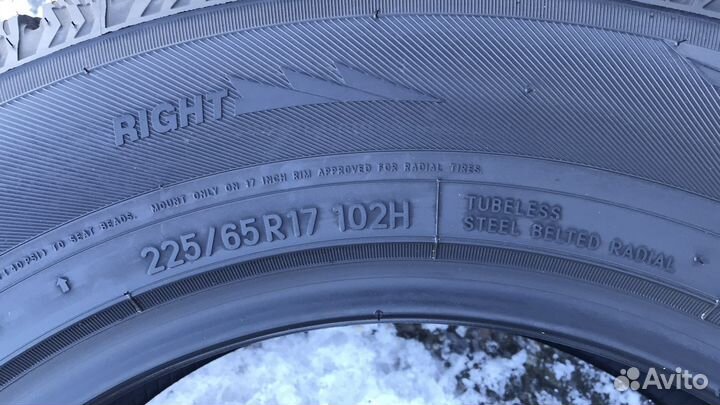 RIGHT
TO SEAT BEADS. MOUNT ONLY ON 17 INCH RIM APPROVED FOR RADIAL TIRES.
225/65R17 102H
TUBELESS
STEEL BELTED RADIAL
Avito